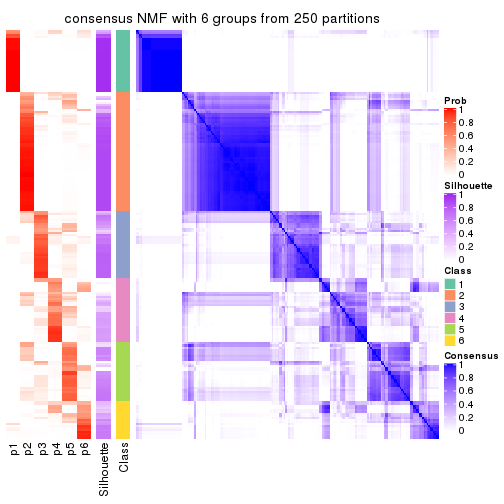 consensus NMF with 6 groups from 250 partitions
Prob
1
0.8
0.6
0.4
0.2
0
Silhouette
1
0.8
0.6
0.4
0.2
0
Class
1
2
3
4
5
6
Consensus
1
0.8
0.6
0.4
0.2
0
p1
p2
p3
p4
p5
p6
Silhouette
Class